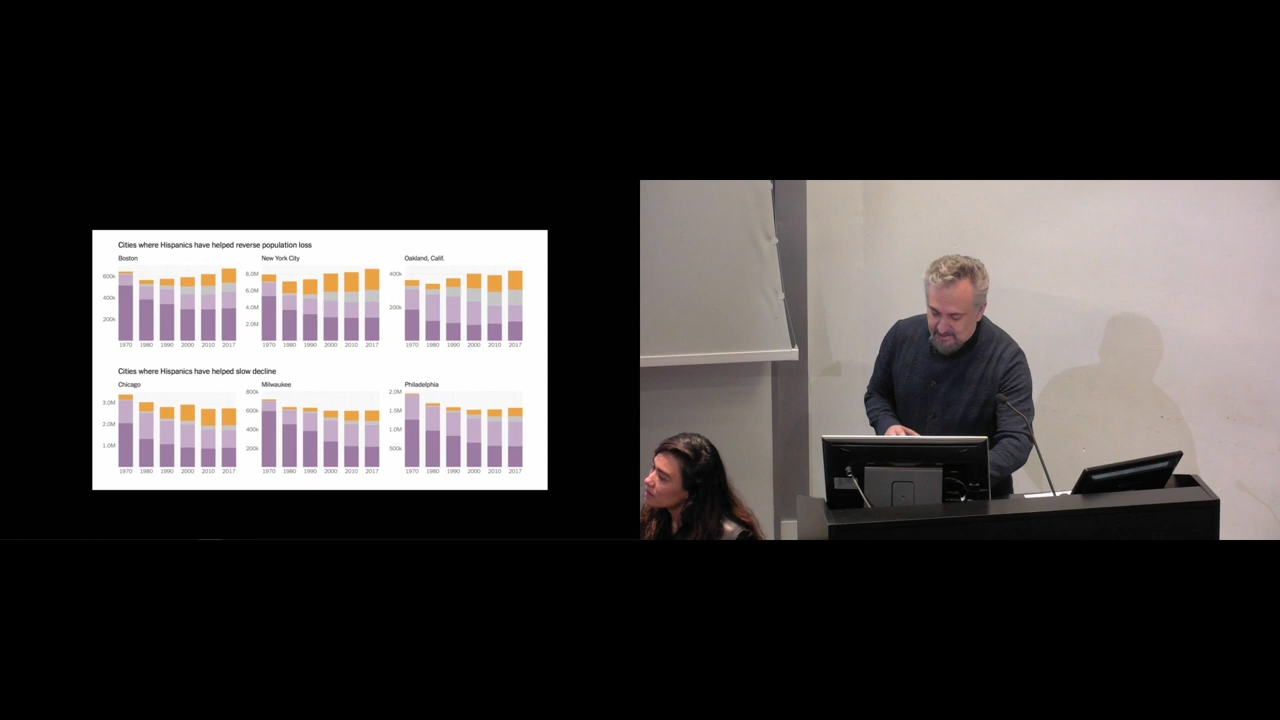 Cities where Hispanics have helped reverse population loss
Boston New York City Oakland, Calif.
600k
400k
200k
1970 1980 1990 2000 2010 2017
8.0M
6.0M
4.0M
2.0M
1970 1980 1990 2000 2010 2017
400k
200k
1970 1980 1990 2000 2010 2017
Cities where Hispanics have helped slow decline
Chicago Milwaukee Philadelphia
3.0M
2.0M
1.0M
1970 1980 1990 2000 2010 2017
800k
600k
400k
200k
1970 1980 1990 2000 2010 2017
2.0M
1.5M
1.0M
500k
1970 1980 1990 2000 2010 2017